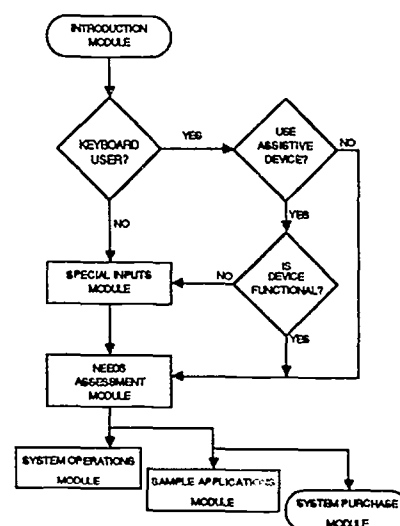 INTRODUCTION
MODULE
KEYBOARD
USER?
YES
USE
ASSISTIVE
DEVICE?
NO
NO
YES
SPECIAL INPUTS
MODULE
NO
IS
DEVICE
FUNCTIONAL?
YES
NEEDS
ASSESSMENT
MODULE
SYSTEM OPERATIONS
MODULE
SAMPLE APPLICATIONS
MODULE
SYSTEM PURCHASE
MODULE